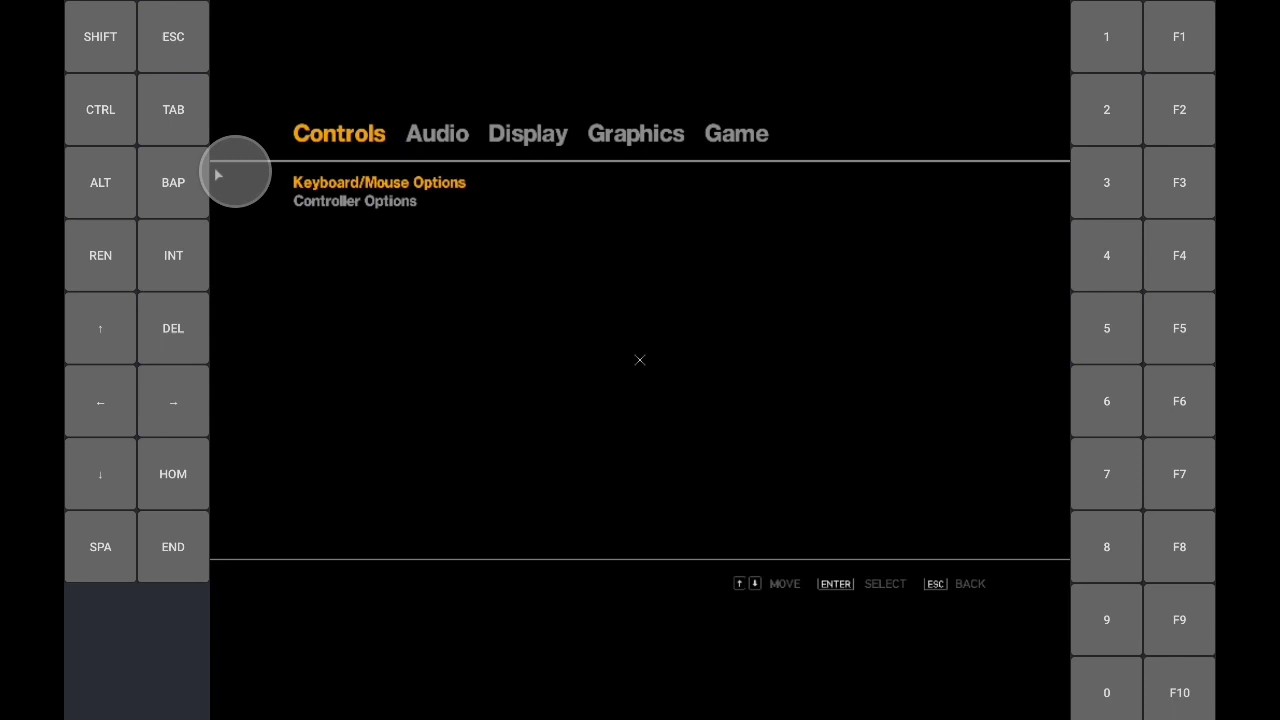 SHIFT ESC
CTRL TAB
ALT BAP
REN INT
↑ DEL
← →
↓ HOM
SPA END
Controls Audio Display Graphics Game
Keyboard/Mouse Options
Controller Options
↑ ↓ MOVE ENTER SELECT ESC BACK
1 F1
2 F2
3 F3
4 F4
5 F5
6 F6
7 F7
8 F8
9 F9
0 F10